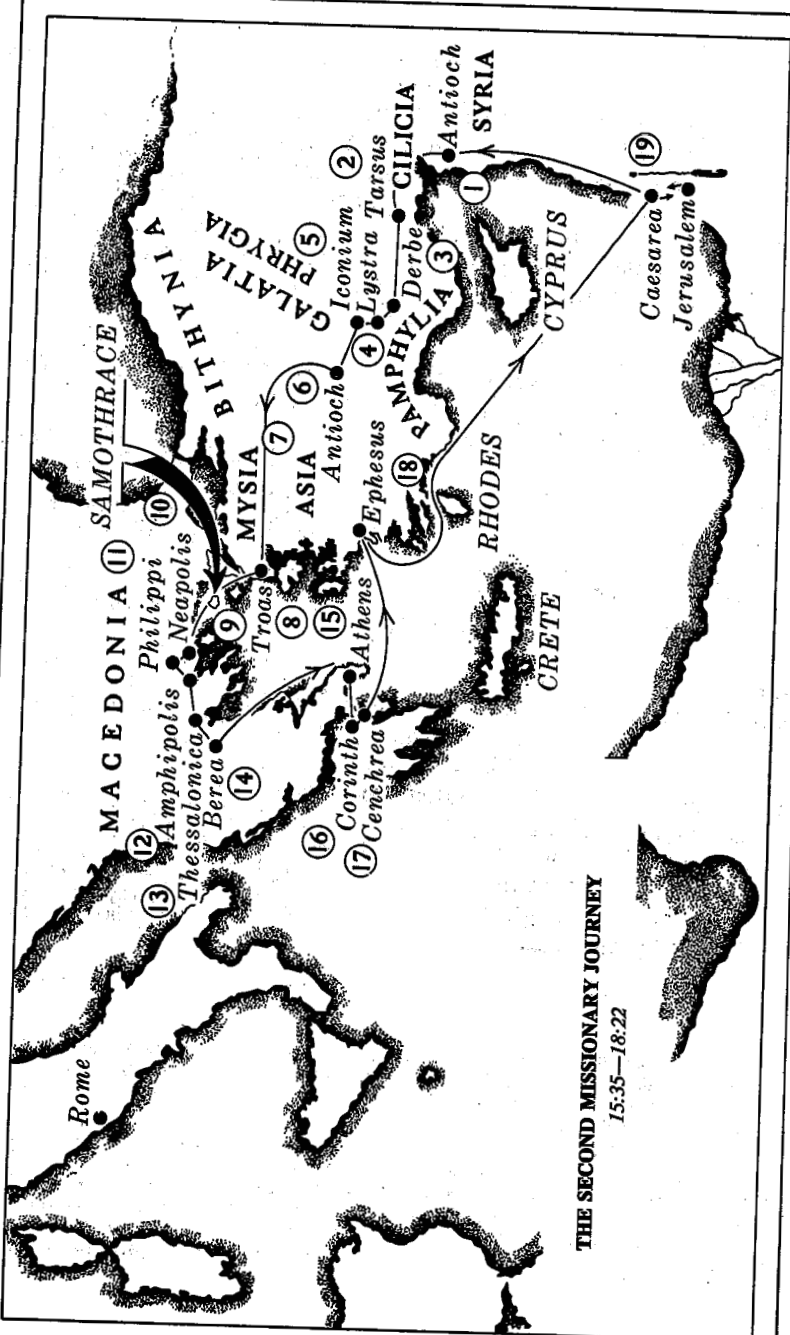 THE SECOND MISSIONARY JOURNEY
15:35—18:22
Rome
MACEDONIA
11
Philippi
Neapolis
SAMOTHRACE
10
12
Amphipolis
13
Thessalonica
Berea
14
9
Troas
8
15
BITHYNIA
MYSIA
7
ASIA
6
Antioch
GALATIA
PHRYGIA
5
Iconium
Lystra
4
Derbe
3
2
Tarsus
CILICIA
Antioch
SYRIA
1
PAMPHYLIA
18
Ephesus
Athens
16
Corinth
17
Cenchrea
RHODES
CRETE
CYPRUS
19
Caesarea
Jerusalem